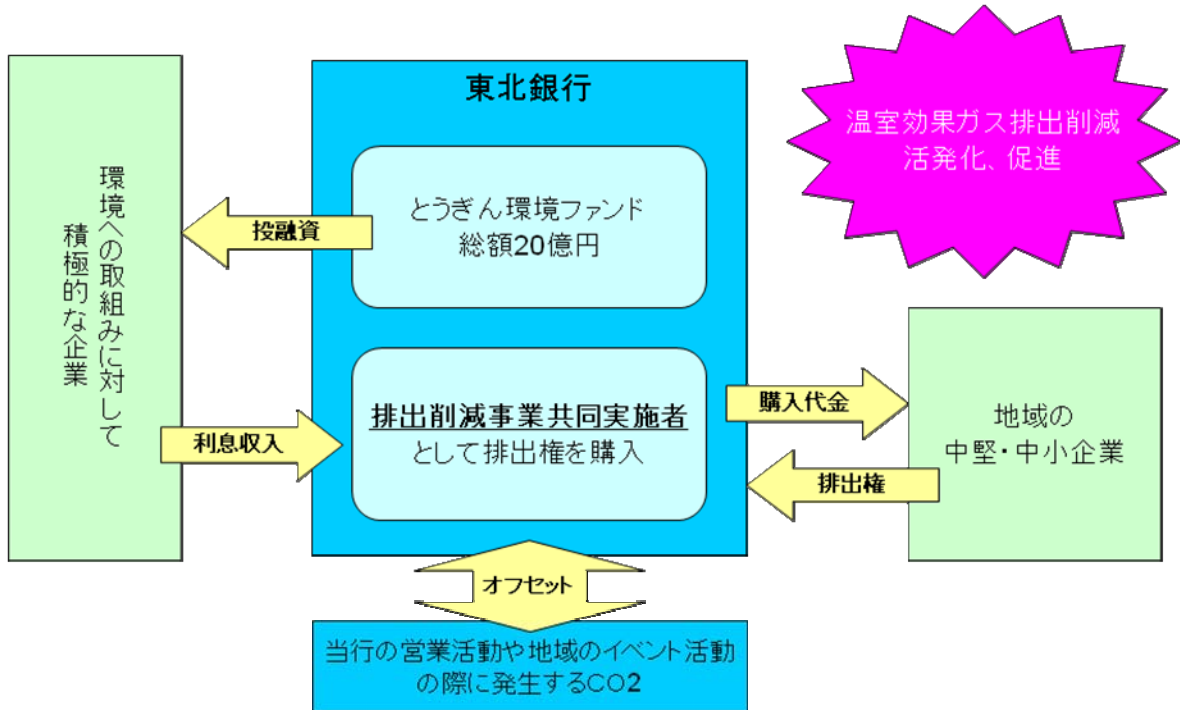 東北銀行
温室効果ガス排出削減
活発化、促進
環境への取組みに対して
積極的な企業
投融資
とうぎん環境ファンド
総額20億円
利息収入
排出削減事業共同実施者
として排出権を購入
購入代金
排出権
地域の
中堅・中小企業
オフセット
当行の営業活動や地域のイベント活動
の際に発生するCO2